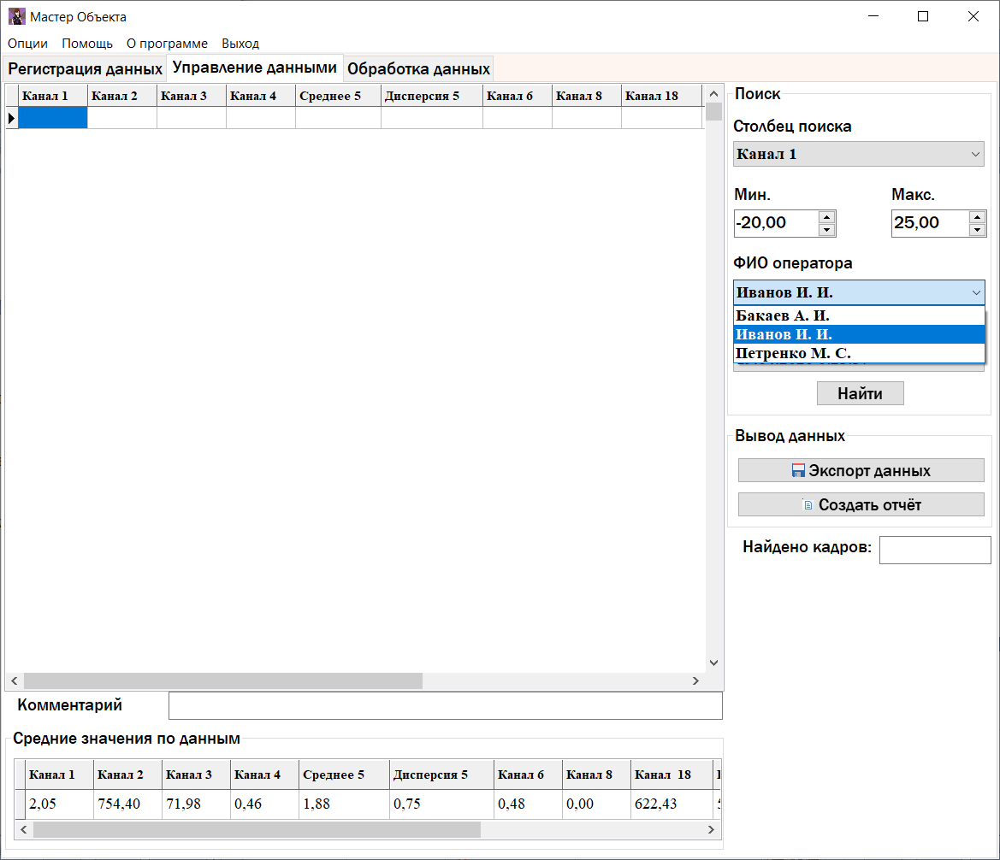 Мастер Объекта
Опции Помощь О программе Выход
Регистрация данных Управление данными Обработка данных
Канал 1 Канал 2 Канал 3 Канал 4 Среднее 5 Дисперсия 5 Канал 6 Канал 8 Канал 18
Поиск
Столбец поиска
Канал 1
Мин. Макс.
-20,00 25,00
ФИО оператора
Иванов И. И.
Бакаев А. И.
Иванов И. И.
Петренко М. С.
Найти
Вывод данных
Экспорт данных
Создать отчёт
Найдено кадров:
Комментарий
Средние значения по данным
Канал 1 Канал 2 Канал 3 Канал 4 Среднее 5 Дисперсия 5 Канал 6 Канал 8 Канал 18
2,05 754,40 71,98 0,46 1,88 0,75 0,48 0,00 622,43